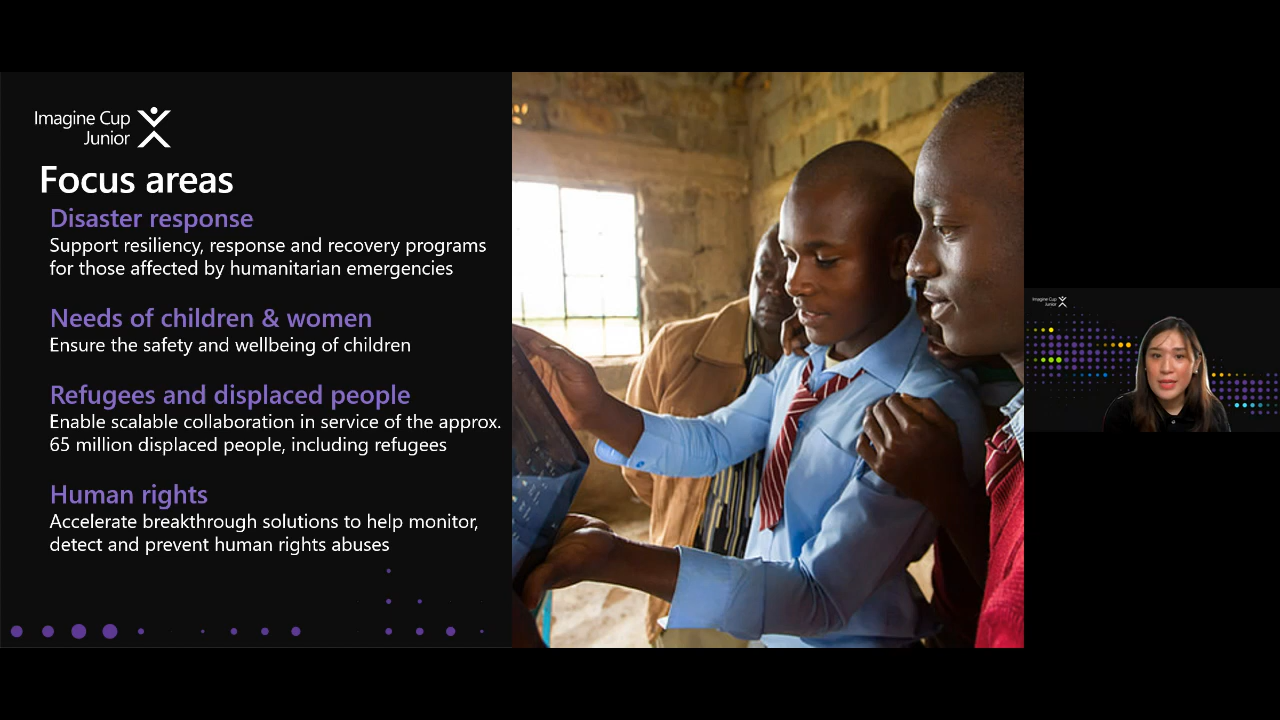 Imagine Cup
Junior
Focus areas
Disaster response
Support resiliency, response and recovery programs
for those affected by humanitarian emergencies
Needs of children & women
Ensure the safety and wellbeing of children
Refugees and displaced people
Enable scalable collaboration in service of the approx.
65 million displaced people, including refugees
Human rights
Accelerate breakthrough solutions to help monitor,
detect and prevent human rights abuses
Imagine Cup
Junior